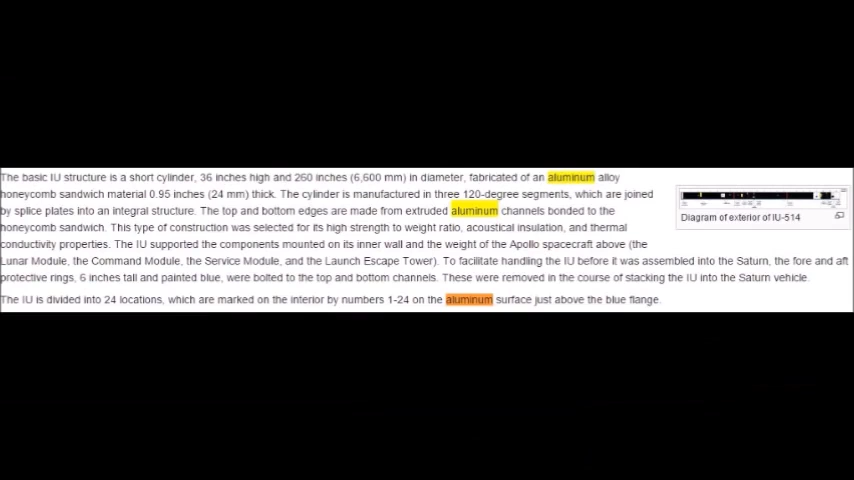 The basic IU structure is a short cylinder, 36 inches high and 260 inches (6,600 mm) in diameter, fabricated of an aluminum alloy
honeycomb sandwich material 0.95 inches (24 mm) thick. The cylinder is manufactured in three 120-degree segments, which are joined
by splice plates into an integral structure. The top and bottom edges are made from extruded aluminum channels bonded to the
honeycomb sandwich. This type of construction was selected for its high strength to weight ratio, acoustical insulation, and thermal
conductivity properties. The IU supported the components mounted on its inner wall and the weight of the Apollo spacecraft above (the
Lunar Module, the Command Module, the Service Module, and the Launch Escape Tower). To facilitate handling the IU before it was assembled into the Saturn, the fore and aft
protective rings, 6 inches tall and painted blue, were bolted to the top and bottom channels. These were removed in the course of stacking the IU into the Saturn vehicle.
The IU is divided into 24 locations, which are marked on the interior by numbers 1-24 on the aluminum surface just above the blue flange.
Diagram of exterior of IU-514